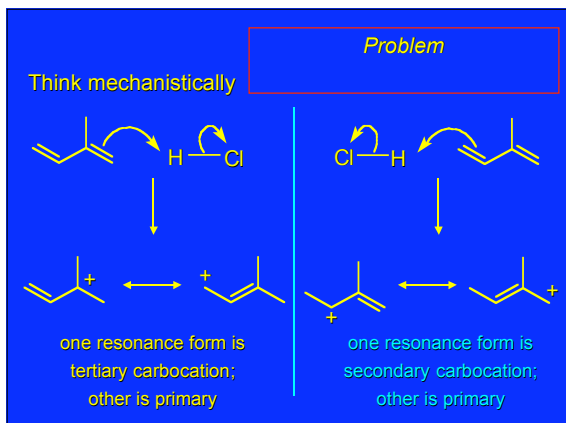 Problem
Think mechanistically
H Cl
Cl H
+ +
+ +
one resonance form is
tertiary carbocation;
other is primary
one resonance form is
secondary carbocation;
other is primary